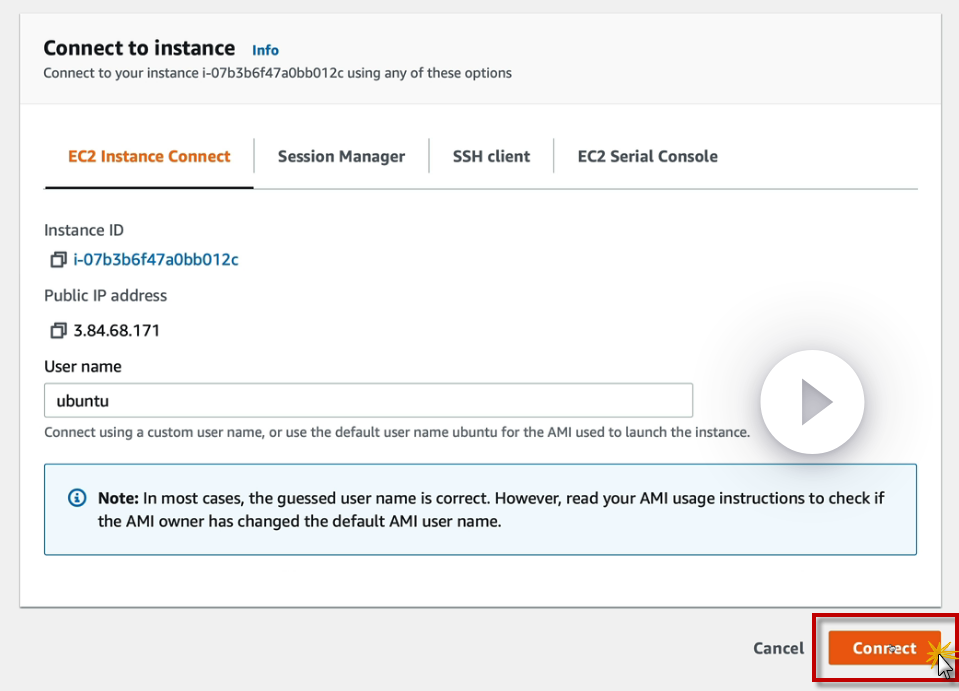 Connect to instance Info
Connect to your instance i-07b3b6f47a0bb012c using any of these options
EC2 Instance Connect
Session Manager
SSH client
EC2 Serial Console
Instance ID
i-07b3b6f47a0bb012c
Public IP address
3.84.68.171
User name
ubuntu
Connect using a custom user name, or use the default user name ubuntu for the AMI used to launch the instance.
Note: In most cases, the guessed user name is correct. However, read your AMI usage instructions to check if
the AMI owner has changed the default AMI user name.
Cancel
Connect